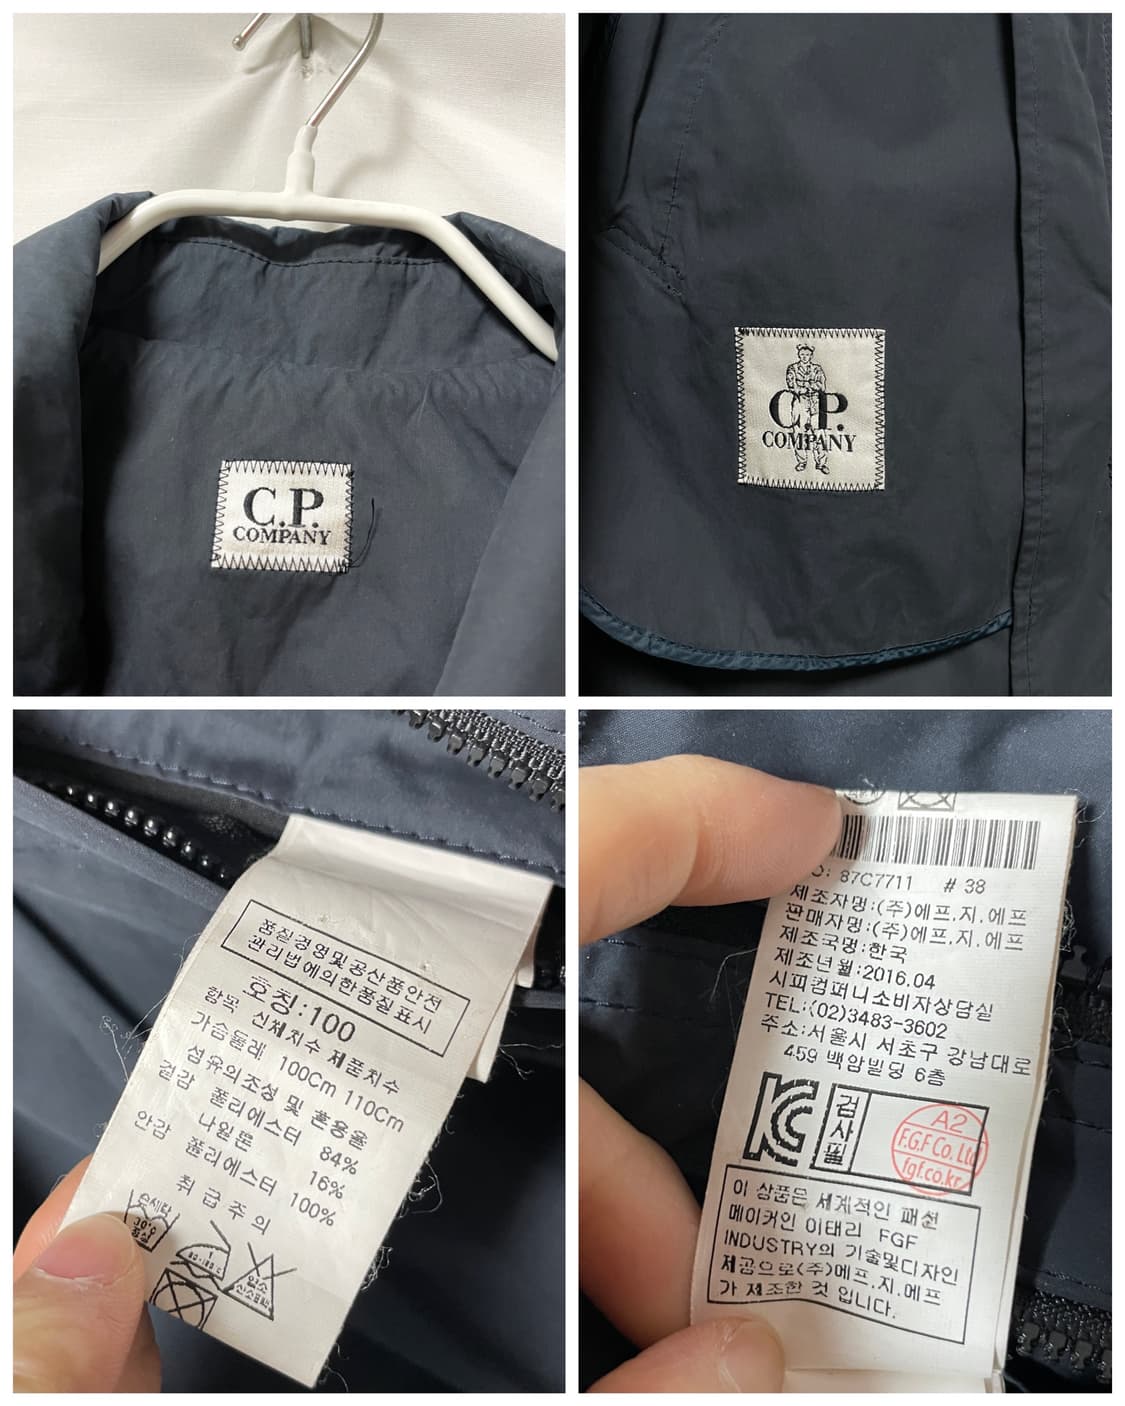 C.P.
COMPANY
C.P.
COMPANY
품질경영및공산품안전
관리법에의한품질표시
호칭:100
항목 신체치수 제품치수
가슴둘레 100Cm 110Cm
섬유의조성 및 혼용율
겉감 폴리에스터 84%
나일론 16%
안감 폴리에스터 100%
취급주의
: 87C7711 # 38
제조자명:(주)에프.지.에프
판매자명:(주)에프.지.에프
제조국명:한국
제조년월:2016.04
시피컴퍼니소비자상담실
TEL:(02)3483-3602
주소:서울시 서초구 강남대로
459 백암빌딩 6층
KC
검사필
A2
F.G.F Co. Ltd
fgf.co.kr
이 상품은 세계적인 패션
메이커인 이태리 FGF
INDUSTRY의 기술및디자인
제공으로(주)에프.지.에프
가 제조한 것 입니다.